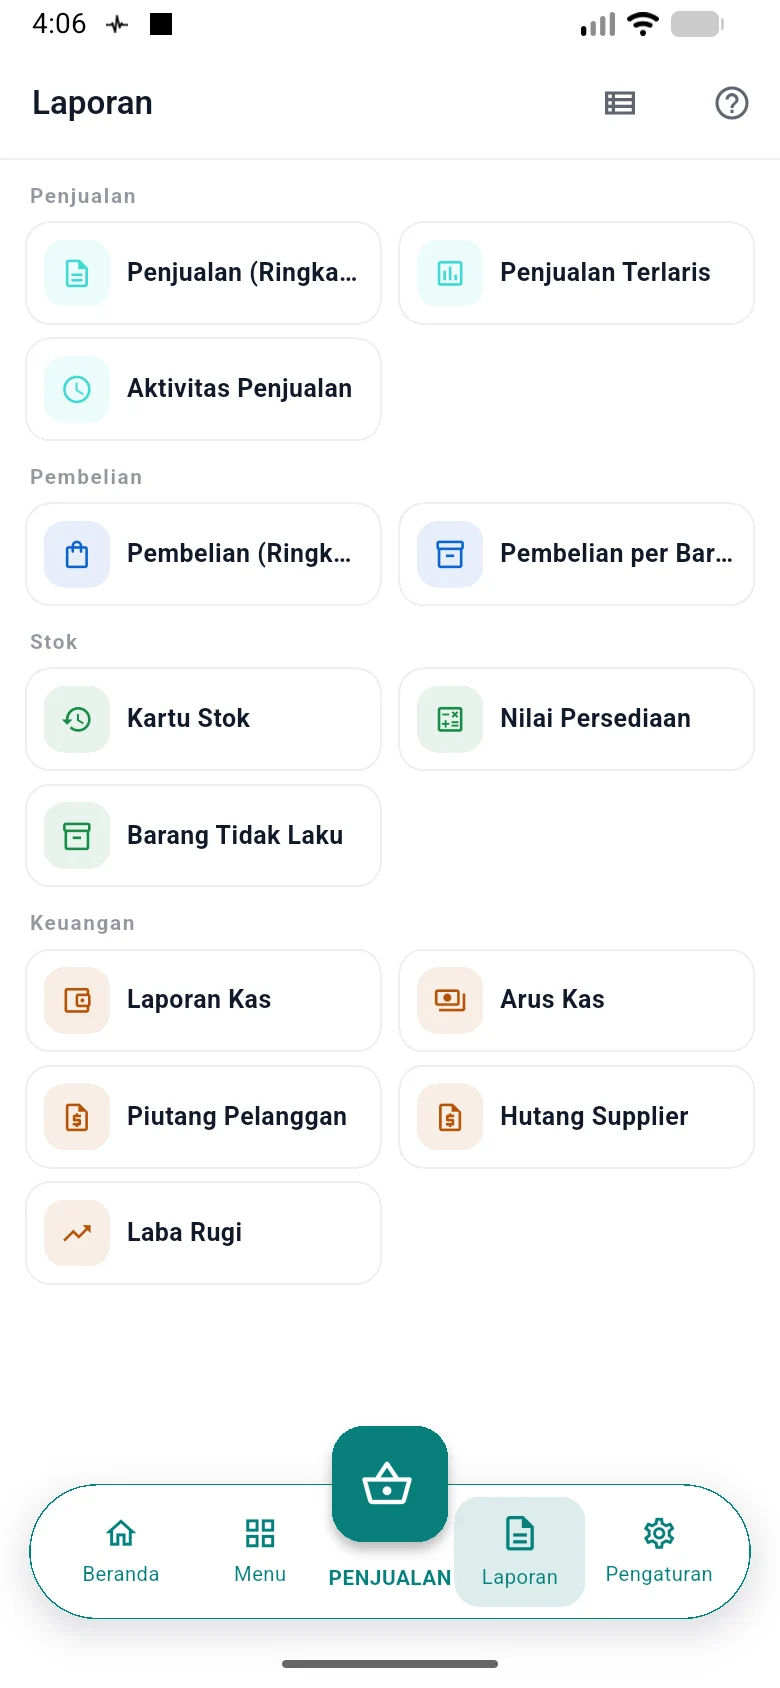 4:06
Laporan
Penjualan
Penjualan (Ringka...
Penjualan Terlaris
Aktivitas Penjualan
Pembelian
Pembelian (Ringk...
Pembelian per Bar...
Stok
Kartu Stok
Nilai Persediaan
Barang Tidak Laku
Keuangan
Laporan Kas
Arus Kas
Piutang Pelanggan
Hutang Supplier
Laba Rugi
Beranda
Menu
PENJUALAN
Laporan
Pengaturan